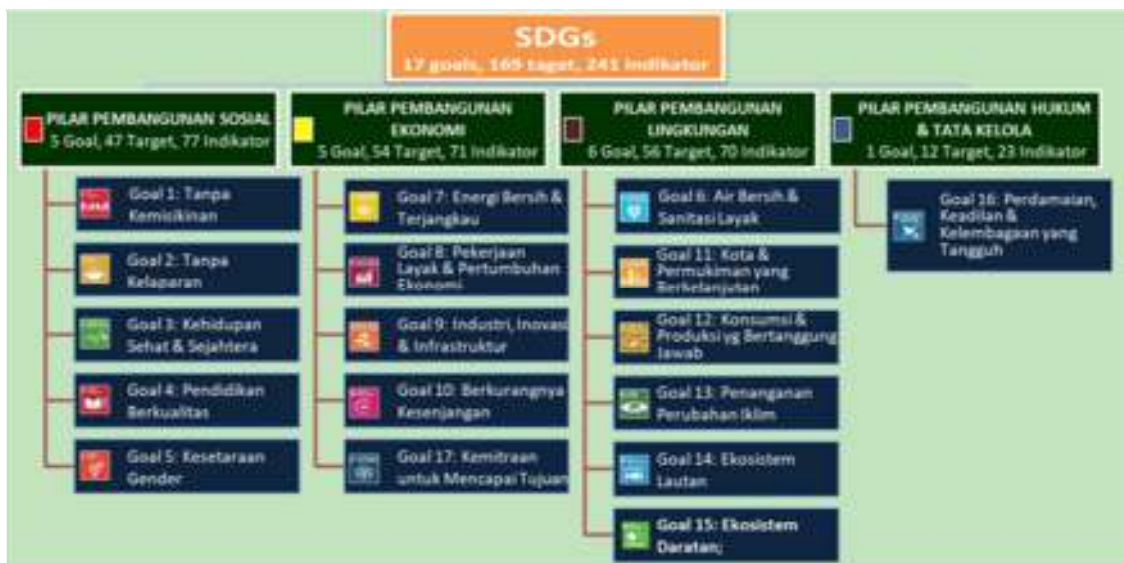 SDGs
17 goals, 169 taget, 241 Indikator
PILAR PEMBANGUNAN SOSIAL
5 Goal, 47 Target, 77 Indikator
Goal 1: Tanpa
Kemisikinan
Goal 2: Tanpa
Kelaparan
Goal 3: Kehidupan
Sehat & Sejahtera
Goal 4: Pendidikan
Berkualitas
Goal 5: Kesetaraan
Gender
PILAR PEMBANGUNAN
EKONOMI
5 Goal, 54 Target, 71 Indikator
Goal 7: Energi Bersih &
Terjangkau
Goal 8: Pekerjaan
Layak & Pertumbuhan
Ekonomi
Goal 9: Industri, Inovasi
& Infrastruktur
Goal 10: Berkurangnya
Kesenjangan
Goal 17: Kemitraan
untuk Mencapai Tujuan
PILAR PEMBANGUNAN
LINGKUNGAN
6 Goal, 56 Target, 70 Indikator
Goal 6: Air Bersih &
Sanitasi Layak
Goal 11: Kota &
Permukiman yang
Berkelanjutan
Goal 12: Konsumsi &
Produksi yg Bertanggung
Jawab
Goal 13: Penanganan
Perubahan Iklim
Goal 14: Ekosistem
Lautan
Goal 15: Ekosistem
Daratan;
PILAR PEMBANGUNAN HUKUM
& TATA KELOLA
1 Goal, 12 Target, 23 Indikator
Goal 16: Perdamaian,
Keadilan &
Kelembagaan yang
Tangguh